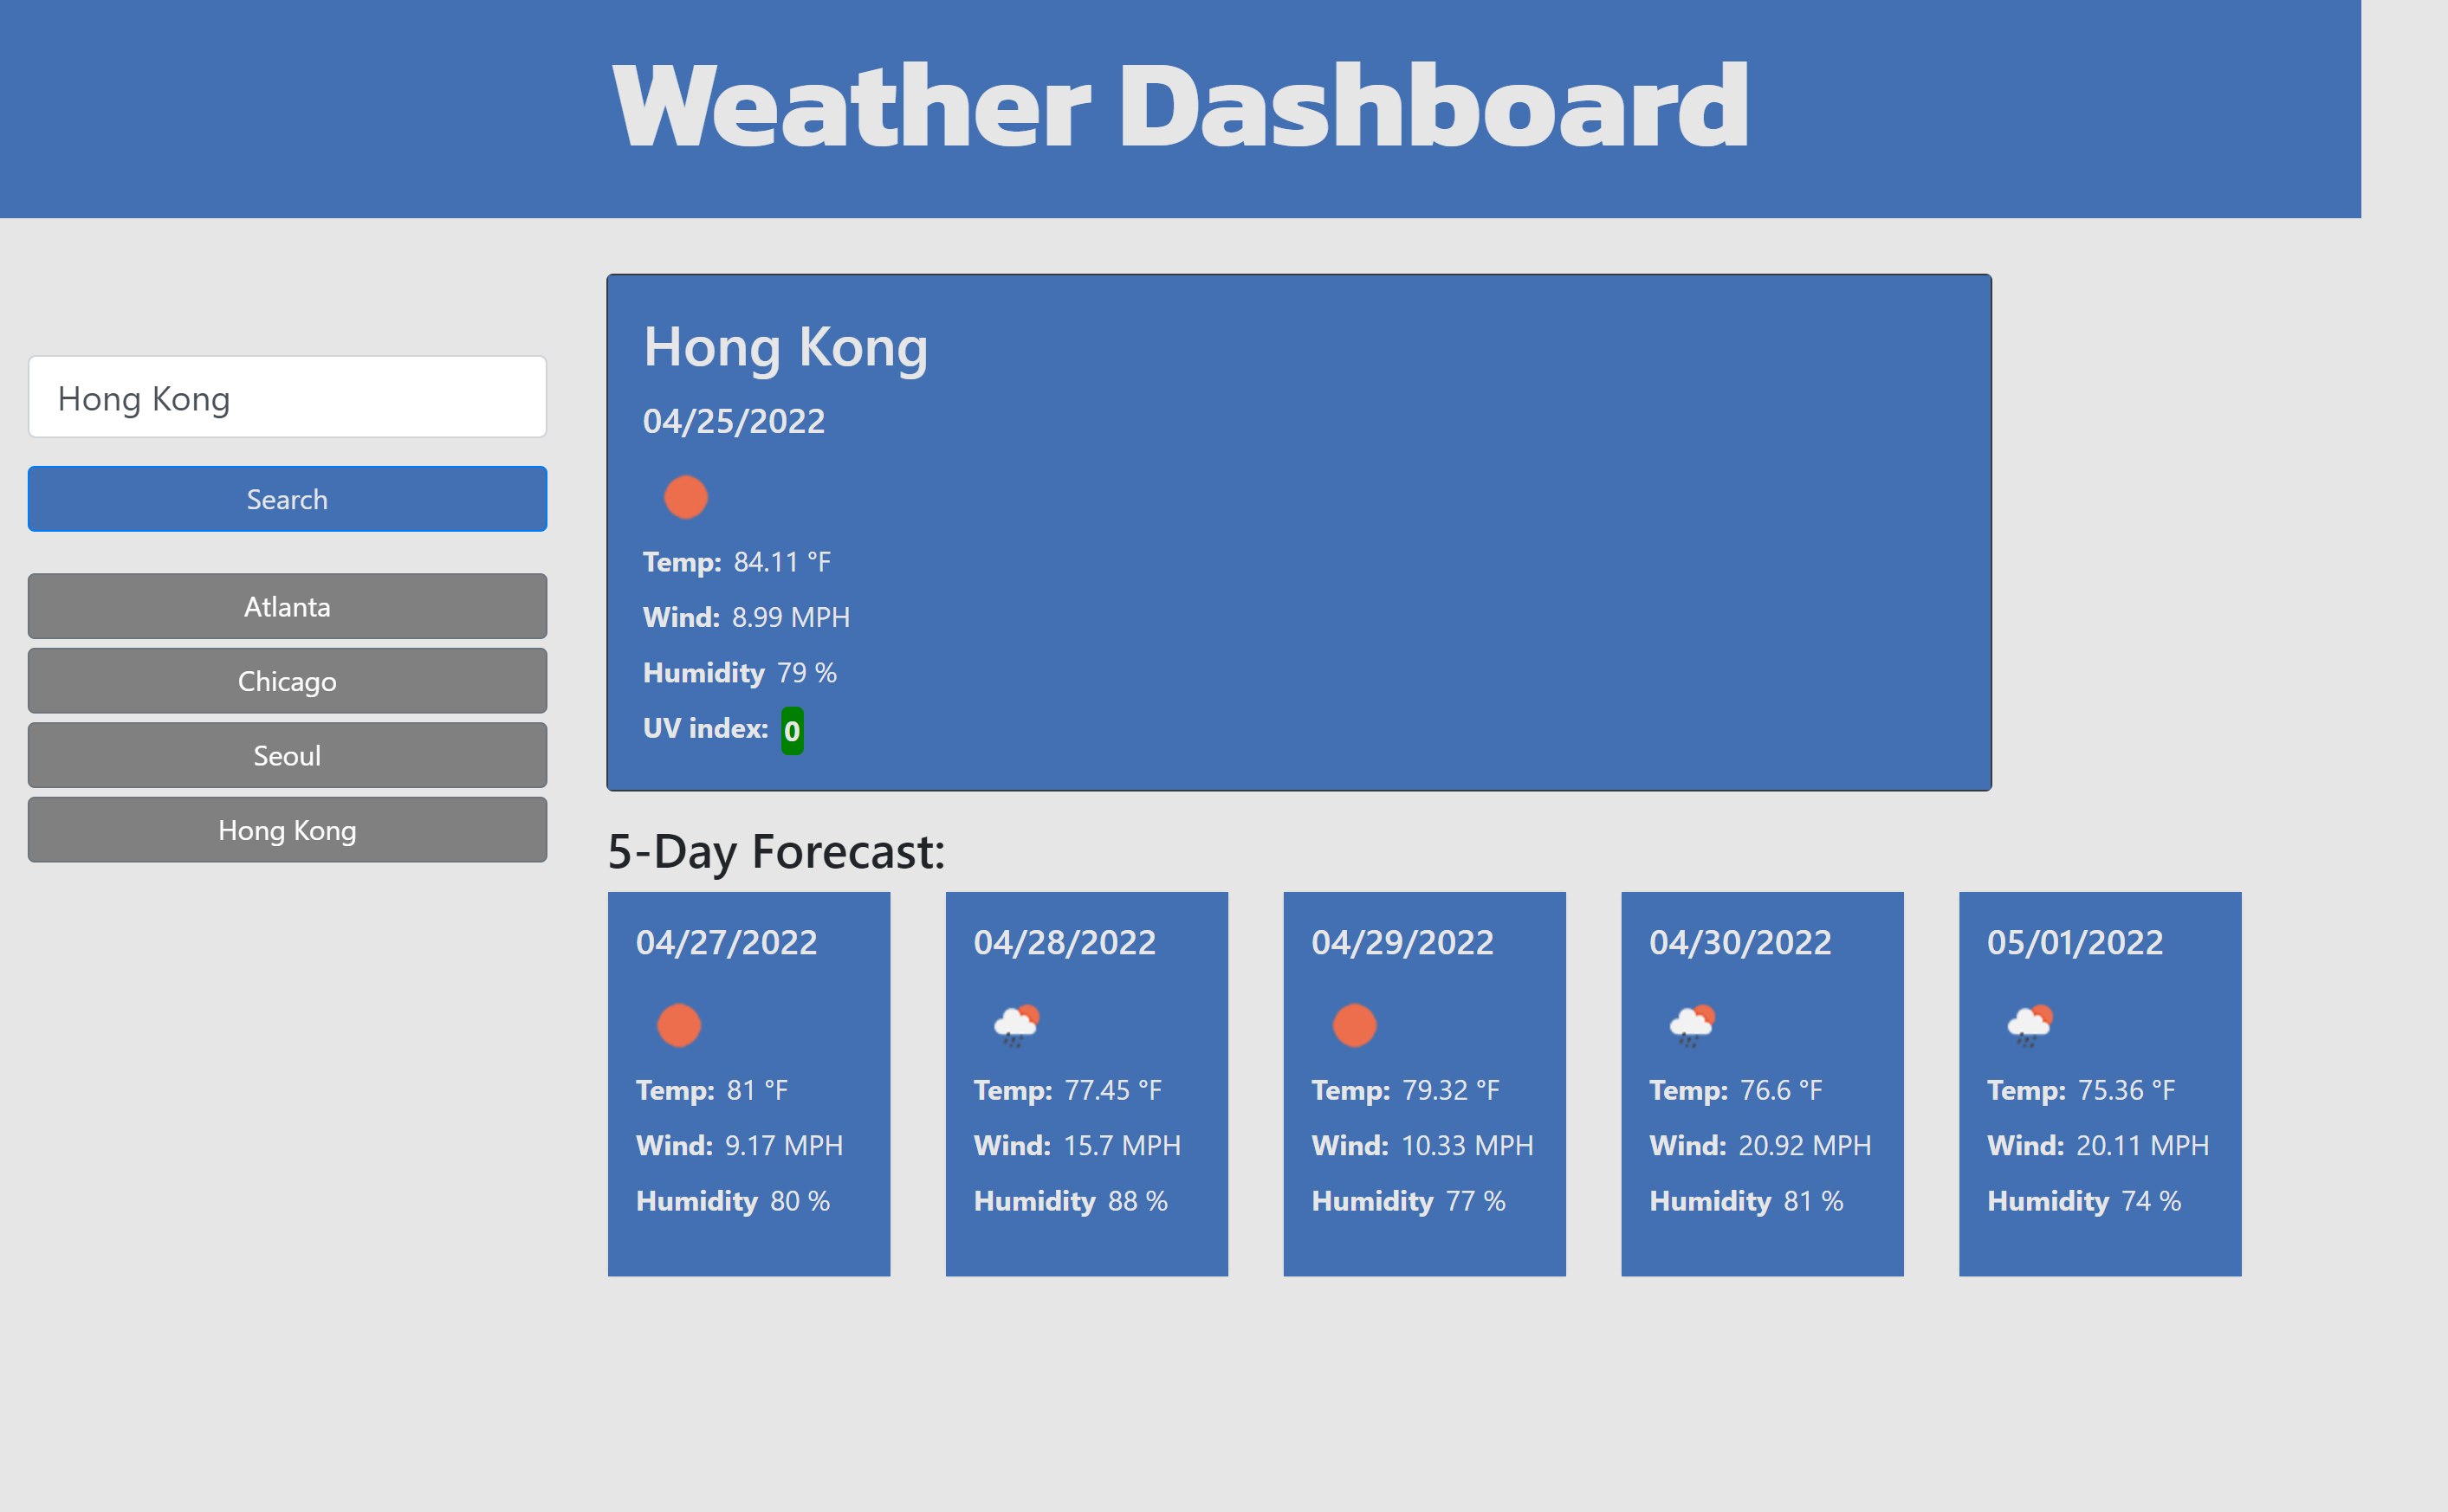 Weather Dashboard
Hong Kong
Search
Atlanta
Chicago
Seoul
Hong Kong
Hong Kong
04/25/2022
Temp: 84.11 °F
Wind: 8.99 MPH
Humidity 79 %
UV index: 0
5-Day Forecast:
04/27/2022
Temp: 81 °F
Wind: 9.17 MPH
Humidity 80 %
04/28/2022
Temp: 77.45 °F
Wind: 15.7 MPH
Humidity 88 %
04/29/2022
Temp: 79.32 °F
Wind: 10.33 MPH
Humidity 77 %
04/30/2022
Temp: 76.6 °F
Wind: 20.92 MPH
Humidity 81 %
05/01/2022
Temp: 75.36 °F
Wind: 20.11 MPH
Humidity 74 %